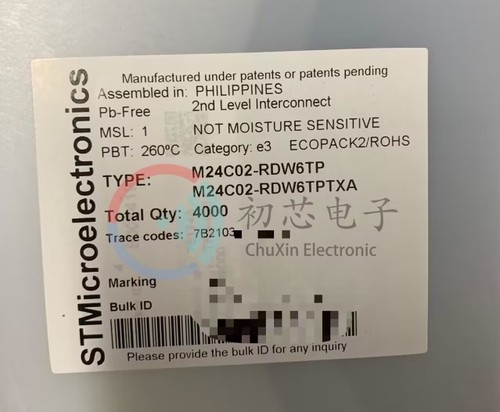 STMicroelectronics
Manufactured under patents or patents pending
Assembled in: PHILIPPINES
Pb-Free 2nd Level Interconnect
MSL: 1 NOT MOISTURE SENSITIVE
PBT: 260ºC Category: e3 ECOPACK2/ROHS
TYPE: M24C02-RDW6TP
M24C02-RDW6TPTXA
Total Qty: 4000
Trace codes: 7B2103
初芯电子
ChuXin Electronic
Marking
Bulk ID
Please provide the bulk ID for any inquiry